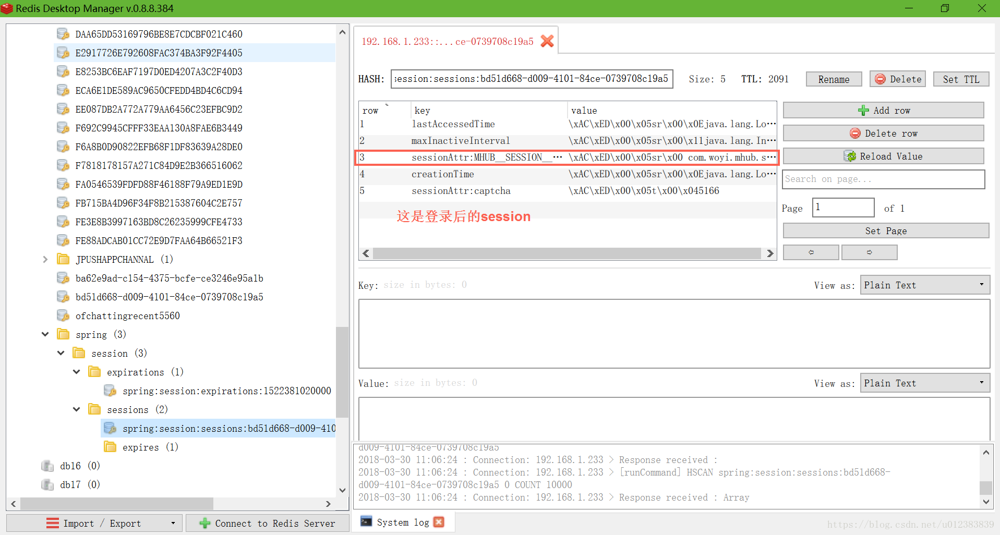 Redis Desktop Manager v.0.8.8.384
DAA65DD53169796BE8E7CDCBF021C460
E2917726E792608FAC374BA3F92F4405
E8253BC6EAF7197D0ED4207A3C2F40D3
ECA6E1DE589AC9650CFEDD4BD4C6CD94
EE087DB2A772A779AA6456C23EFBC9D2
F692C9945CFFF33EAA130A8FAE6B3449
F6A8B0D90822EFB68F1DF83639A28DE0
F7818178157A271C84D9E2B366516062
FA0546539FDFD88F46188F79A9ED1E9D
FB715BA4D96F34F8B215387604C2E757
FE3E8B3997163BD8C26235999CFE4733
FE88ADCAB01CC72E9D7FAA64B66521F3
JPUSHAPPCHANNAL (1)
ba62e9ad-c154-4375-bcfe-ce3246e95a1b
bd51d668-d009-4101-84ce-0739708c19a5
ofchattingrecent5560
spring (3)
session (3)
expirations (1)
spring:session:expirations:1522381020000
sessions (2)
spring:session:sessions:bd51d668-d009-410
expires (1)
db16 (0)
db17 (0)
Import / Export
Connect to Redis Server
192.168.1.233::...ce-0739708c19a5
HASH: session:sessions:bd51d668-d009-4101-84ce-0739708c19a5 Size: 5 TTL: 2091 Rename Delete Set TTL
row key value
1 lastAccessedTime \xAC\xED\x00\x05sr\x00\x0Ejava.lang.Lo...
2 maxInactiveInterval \xAC\xED\x00\x05sr\x00\x11java.lang.In...
3 sessionAttr:MHUB__SESSION__... \xAC\xED\x00\x05sr\x00 com.woyi.mhub.s...
4 creationTime \xAC\xED\x00\x05sr\x00\x0Ejava.lang.Lo...
5 sessionAttr:captcha \xAC\xED\x00\x05t\x00\x045166
这是登录后的session
Add row
Delete row
Reload Value
Search on page...
Page 1 of 1
Set Page
⇦ ⇨
Key: size in bytes: 0 View as: Plain Text
Value: size in bytes: 0 View as: Plain Text
d009-4101-84ce-0739708c19a5
2018-03-30 11:06:24 : Connection: 192.168.1.233 > Response received :
2018-03-30 11:06:24 : Connection: 192.168.1.233 > [runCommand] HSCAN spring:session:sessions:bd51d668-
d009-4101-84ce-0739708c19a5 0 COUNT 10000
2018-03-30 11:06:24 : Connection: 192.168.1.233 > Response received : Array
System log
https://blog.csdn.net/u012383839